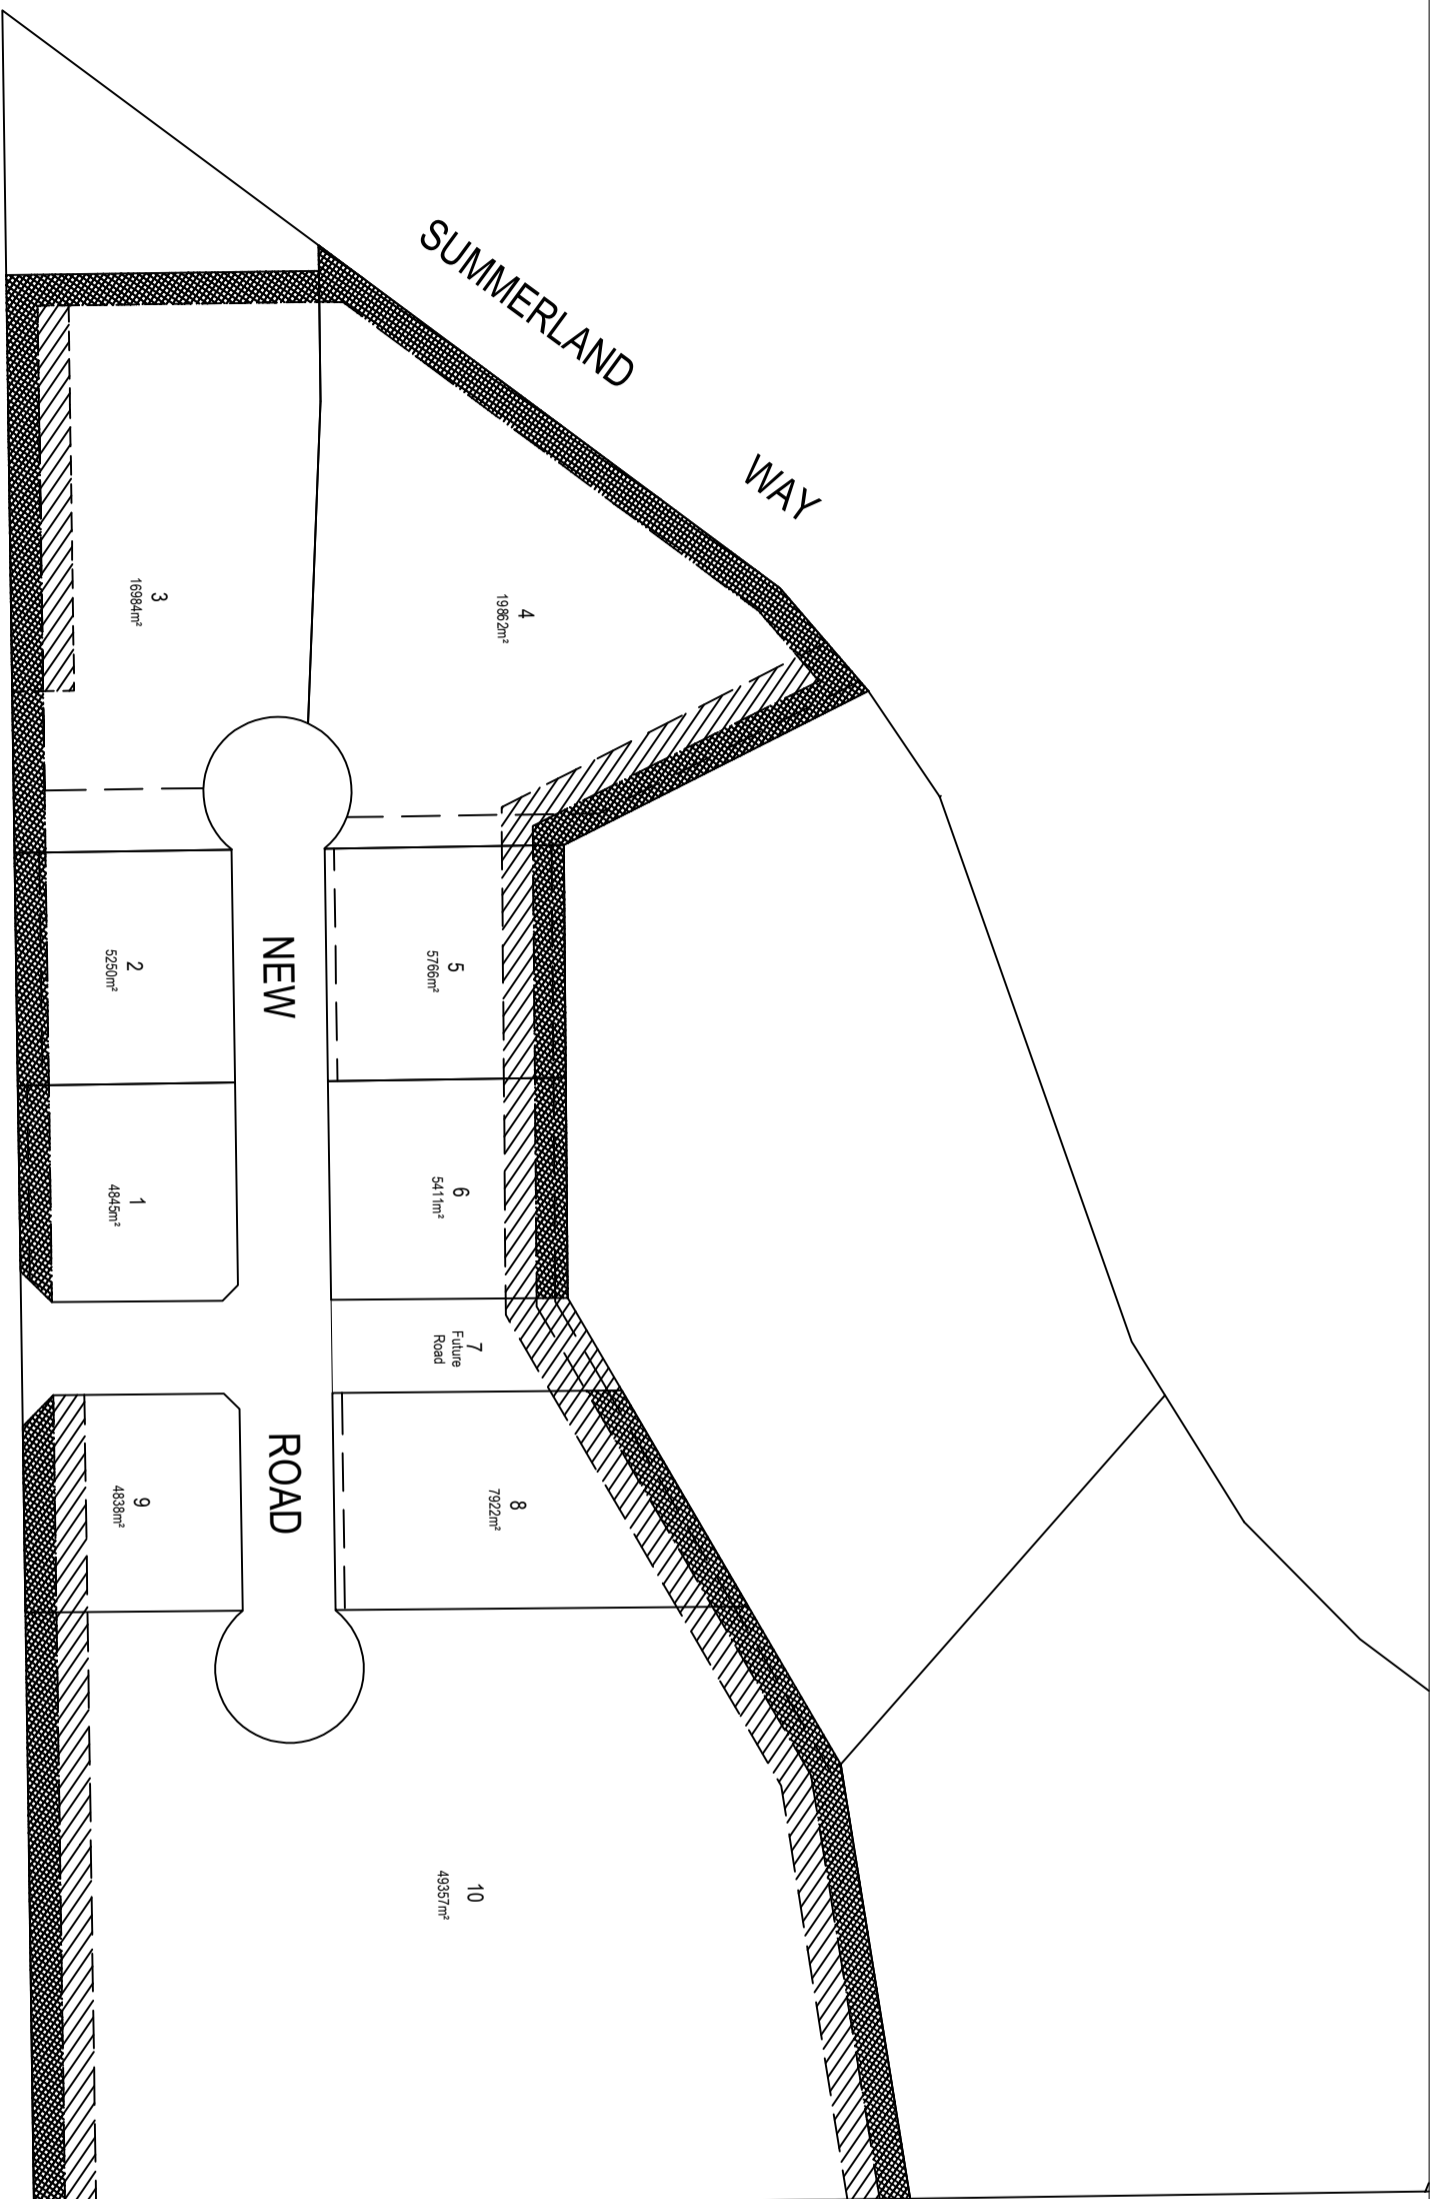 SUMMERLAND
WAY
3
16984m²
4
19862m²
2
5250m²
NEW
5
5766m²
1
4845m²
6
5411m²
7
Future
Road
9
4838m²
ROAD
8
7922m²
10
49357m²